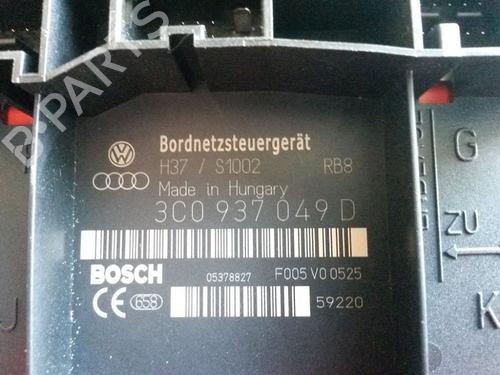 Bordnetzsteuergerät
H37 / S1002 RB8
Made in Hungary
3C0 937 049 D
BOSCH 05378827 F005 V0 0525
CE 658 59220
G
ZU
K
J
B-PARTS